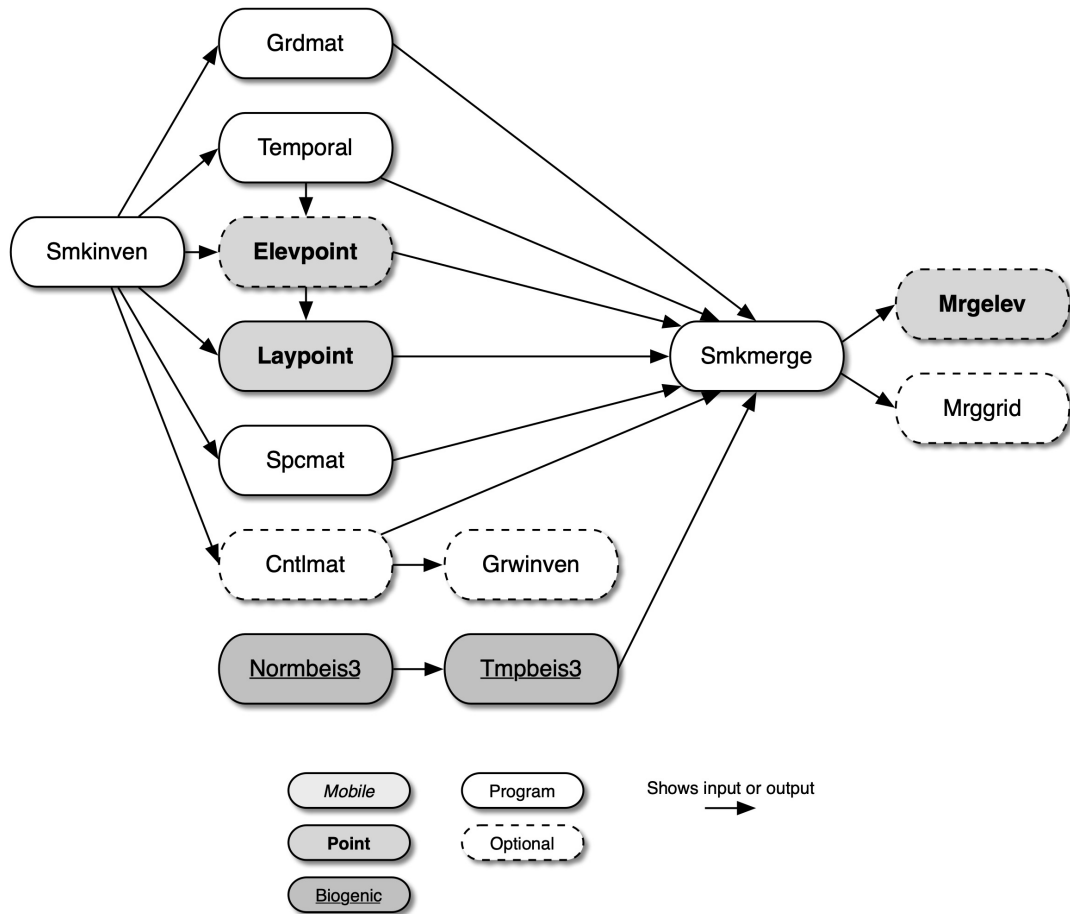 Grdmat
Temporal
Smkinven
Elevpoint
Mrgelev
Laypoint
Smkmerge
Mrggrid
Spcmat
Cntlmat
Grwinven
Normbeis3
Tmpbeis3
Mobile
Program
Shows input or output
Point
Optional
Biogenic